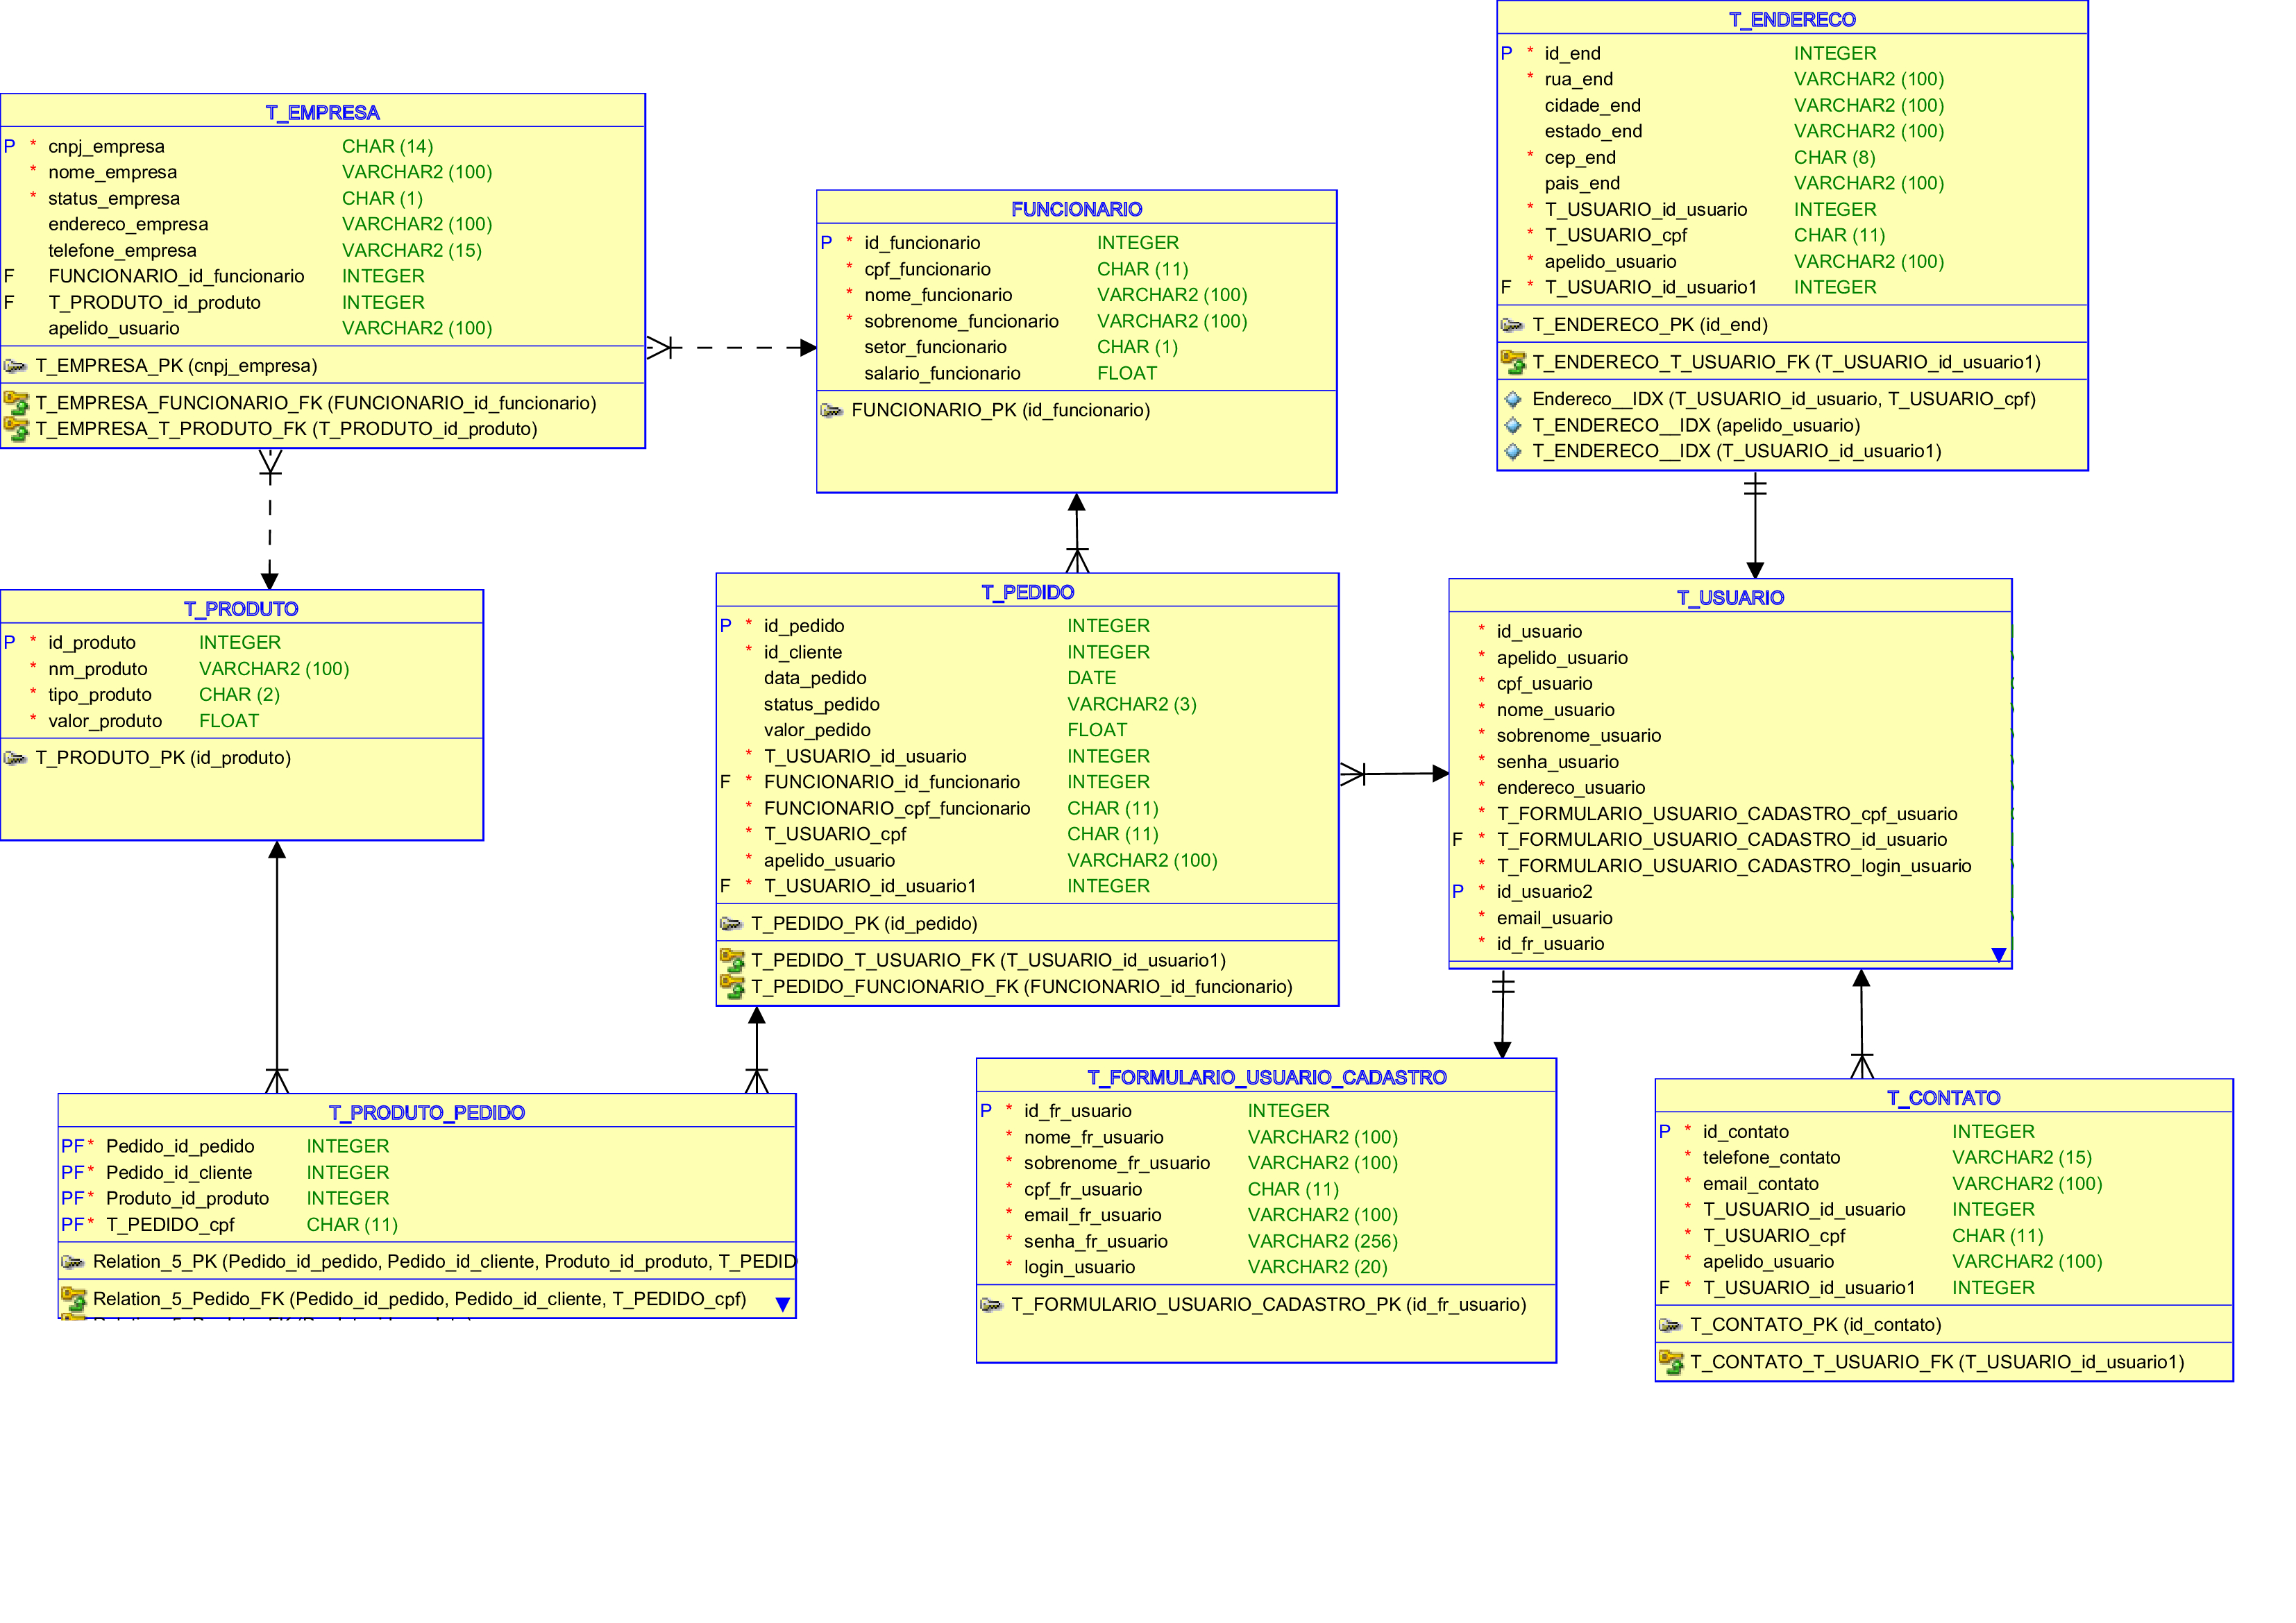 T_EMPRESA
P * cnpj_empresa CHAR (14)
* nome_empresa VARCHAR2 (100)
* status_empresa CHAR (1)
endereco_empresa VARCHAR2 (100)
telefone_empresa VARCHAR2 (15)
F FUNCIONARIO_id_funcionario INTEGER
F T_PRODUTO_id_produto INTEGER
apelido_usuario VARCHAR2 (100)
T_EMPRESA_PK (cnpj_empresa)
T_EMPRESA_FUNCIONARIO_FK (FUNCIONARIO_id_funcionario)
T_EMPRESA_T_PRODUTO_FK (T_PRODUTO_id_produto)
FUNCIONARIO
P * id_funcionario INTEGER
* cpf_funcionario CHAR (11)
* nome_funcionario VARCHAR2 (100)
* sobrenome_funcionario VARCHAR2 (100)
setor_funcionario CHAR (1)
salario_funcionario FLOAT
FUNCIONARIO_PK (id_funcionario)
T_ENDERECO
P * id_end INTEGER
* rua_end VARCHAR2 (100)
cidade_end VARCHAR2 (100)
estado_end VARCHAR2 (100)
* cep_end CHAR (8)
pais_end VARCHAR2 (100)
* T_USUARIO_id_usuario INTEGER
* T_USUARIO_cpf CHAR (11)
* apelido_usuario VARCHAR2 (100)
F * T_USUARIO_id_usuario1 INTEGER
T_ENDERECO_PK (id_end)
T_ENDERECO_T_USUARIO_FK (T_USUARIO_id_usuario1)
Endereco__IDX (T_USUARIO_id_usuario, T_USUARIO_cpf)
T_ENDERECO__IDX (apelido_usuario)
T_ENDERECO__IDX (T_USUARIO_id_usuario1)
T_PRODUTO
P * id_produto INTEGER
* nm_produto VARCHAR2 (100)
* tipo_produto CHAR (2)
* valor_produto FLOAT
T_PRODUTO_PK (id_produto)
T_PEDIDO
P * id_pedido INTEGER
* id_cliente INTEGER
data_pedido DATE
status_pedido VARCHAR2 (3)
valor_pedido FLOAT
* T_USUARIO_id_usuario INTEGER
F * FUNCIONARIO_id_funcionario INTEGER
* FUNCIONARIO_cpf_funcionario CHAR (11)
* T_USUARIO_cpf CHAR (11)
* apelido_usuario VARCHAR2 (100)
F * T_USUARIO_id_usuario1 INTEGER
T_PEDIDO_PK (id_pedido)
T_PEDIDO_T_USUARIO_FK (T_USUARIO_id_usuario1)
T_PEDIDO_FUNCIONARIO_FK (FUNCIONARIO_id_funcionario)
T_USUARIO
* id_usuario
* apelido_usuario
* cpf_usuario
* nome_usuario
* sobrenome_usuario
* senha_usuario
* endereco_usuario
* T_FORMULARIO_USUARIO_CADASTRO_cpf_usuario
F * T_FORMULARIO_USUARIO_CADASTRO_id_usuario
* T_FORMULARIO_USUARIO_CADASTRO_login_usuario
P * id_usuario2
* email_usuario
* id_fr_usuario
T_PRODUTO_PEDIDO
PF* Pedido_id_pedido INTEGER
PF* Pedido_id_cliente INTEGER
PF* Produto_id_produto INTEGER
PF* T_PEDIDO_cpf CHAR (11)
Relation_5_PK (Pedido_id_pedido, Pedido_id_cliente, Produto_id_produto, T_PEDID
Relation_5_Pedido_FK (Pedido_id_pedido, Pedido_id_cliente, T_PEDIDO_cpf)
T_FORMULARIO_USUARIO_CADASTRO
P * id_fr_usuario INTEGER
* nome_fr_usuario VARCHAR2 (100)
* sobrenome_fr_usuario VARCHAR2 (100)
* cpf_fr_usuario CHAR (11)
* email_fr_usuario VARCHAR2 (100)
* senha_fr_usuario VARCHAR2 (256)
* login_usuario VARCHAR2 (20)
T_FORMULARIO_USUARIO_CADASTRO_PK (id_fr_usuario)
T_CONTATO
P * id_contato INTEGER
* telefone_contato VARCHAR2 (15)
* email_contato VARCHAR2 (100)
* T_USUARIO_id_usuario INTEGER
* T_USUARIO_cpf CHAR (11)
* apelido_usuario VARCHAR2 (100)
F * T_USUARIO_id_usuario1 INTEGER
T_CONTATO_PK (id_contato)
T_CONTATO_T_USUARIO_FK (T_USUARIO_id_usuario1)